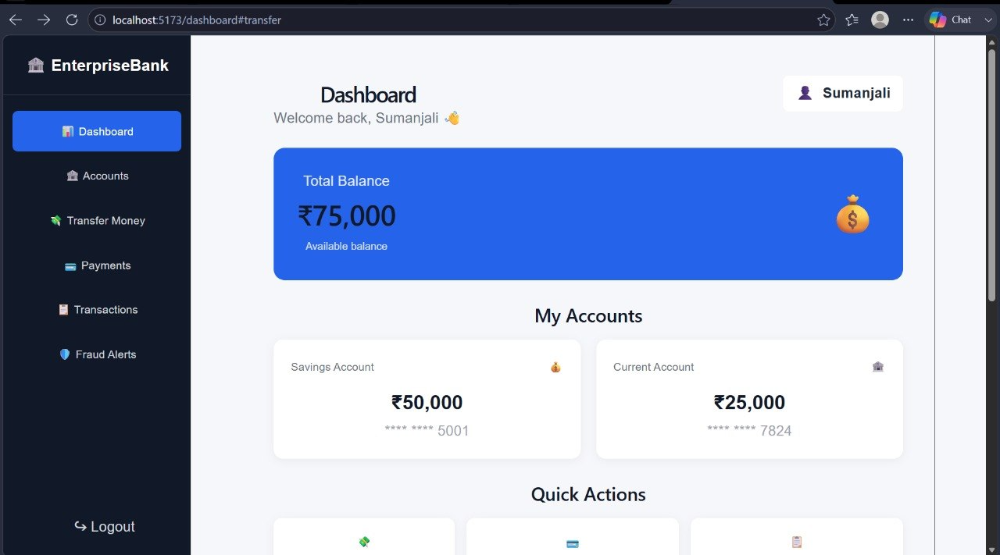 localhost:5173/dashboard#transfer
Chat
EnterpriseBank
Dashboard
Accounts
Transfer Money
Payments
Transactions
Fraud Alerts
Logout
Dashboard
Welcome back, Sumanjali 👋
Sumanjali
Total Balance
₹75,000
Available balance
$
My Accounts
Savings Account
₹50,000
**** **** 5001
Current Account
₹25,000
**** **** 7824
Quick Actions